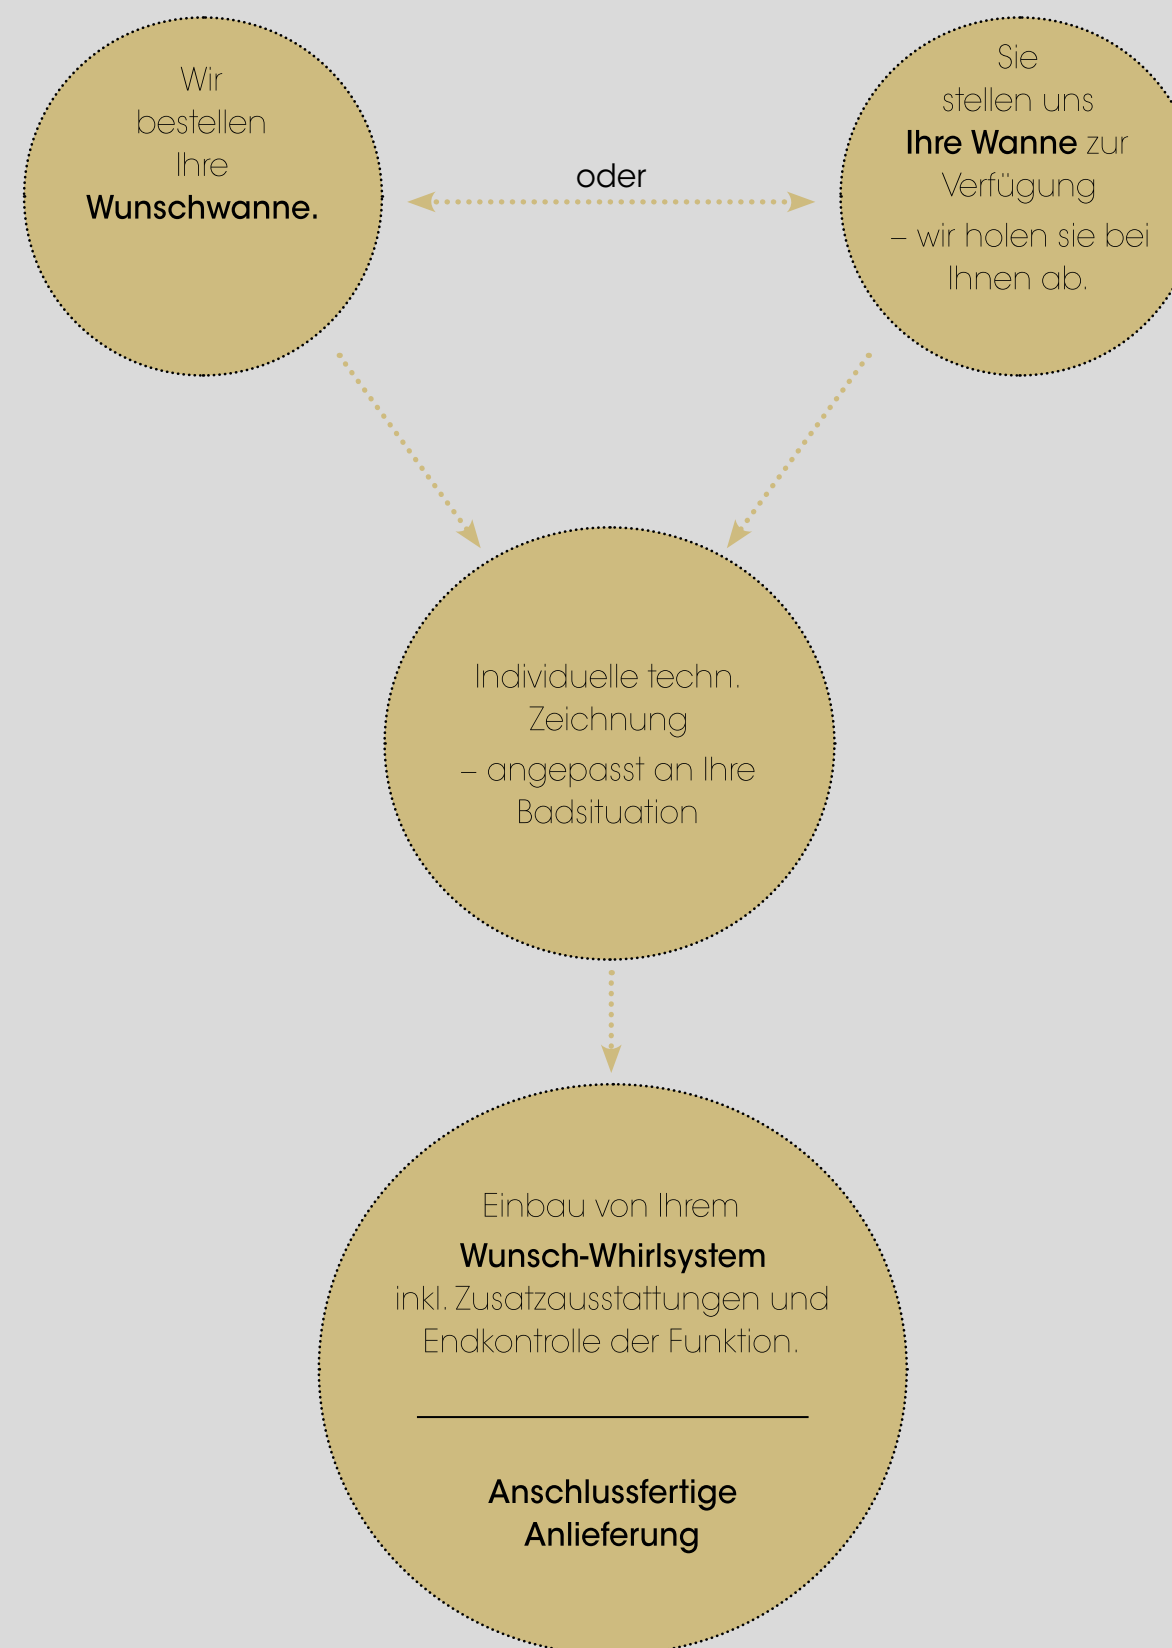 Wir
bestellen
Ihre
Wunschwanne.
oder
Sie
stellen uns
Ihre Wanne zur
Verfügung
– wir holen sie bei
Ihnen ab.
Individuelle techn.
Zeichnung
– angepasst an Ihre
Badsituation
Einbau von Ihrem
Wunsch-Whirlsystem
inkl. Zusatzausstattungen und
Endkontrolle der Funktion.
Anschlussfertige
Anlieferung